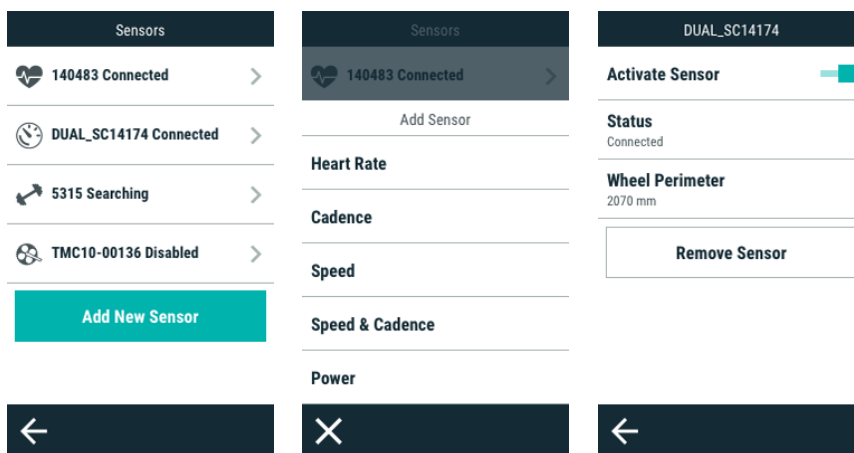 Sensors
140483 Connected
DUAL_SC14174 Connected
5315 Searching
TMC10-00136 Disabled
Add New Sensor
Sensors
140483 Connected
Add Sensor
Heart Rate
Cadence
Speed
Speed & Cadence
Power
DUAL_SC14174
Activate Sensor
Status
Connected
Wheel Perimeter
2070 mm
Remove Sensor